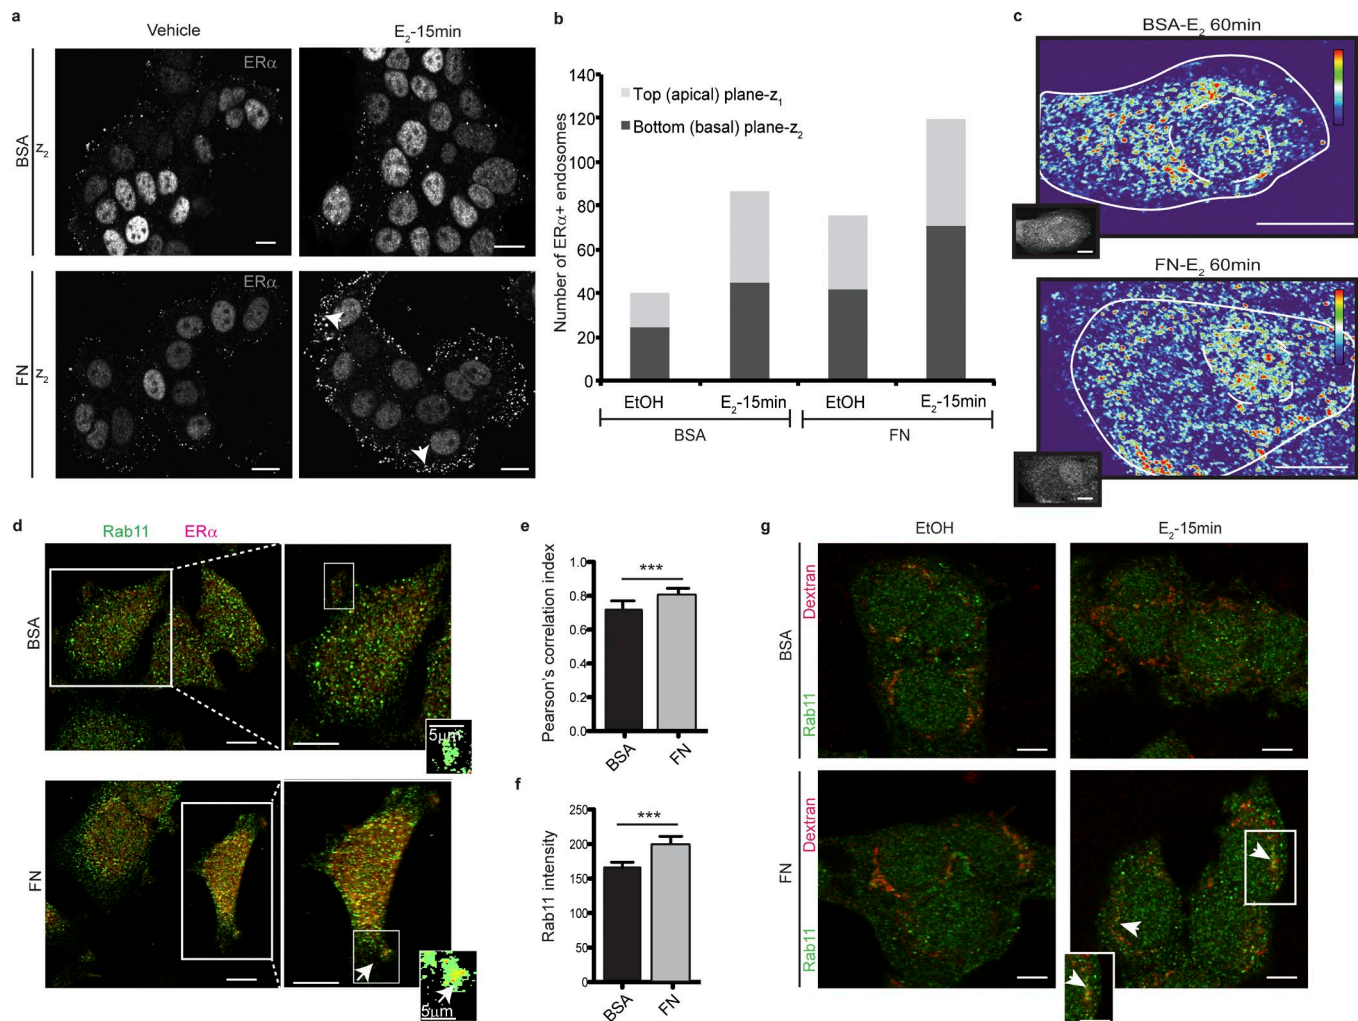 a
Vehicle
E₂-15min
BSA
z₂
ERα
FN
z₂
ERα
b
Number of ERα+ endosomes
140
120
100
80
60
40
20
0
Top (apical) plane-z₁
Bottom (basal) plane-z₂
EtOH
E₂-15min
EtOH
E₂-15min
BSA
FN
c
BSA-E₂ 60min
FN-E₂ 60min
d
Rab11
ERα
BSA
5μm
FN
5μm
e
Pearson's correlation index
1.0
0.8
0.6
0.4
0.2
0.0
***
BSA
FN
f
Rab11 intensity
250
200
150
100
50
0
***
BSA
FN
g
EtOH
E₂-15min
BSA
Dextran
Rab11
FN
Dextran
Rab11